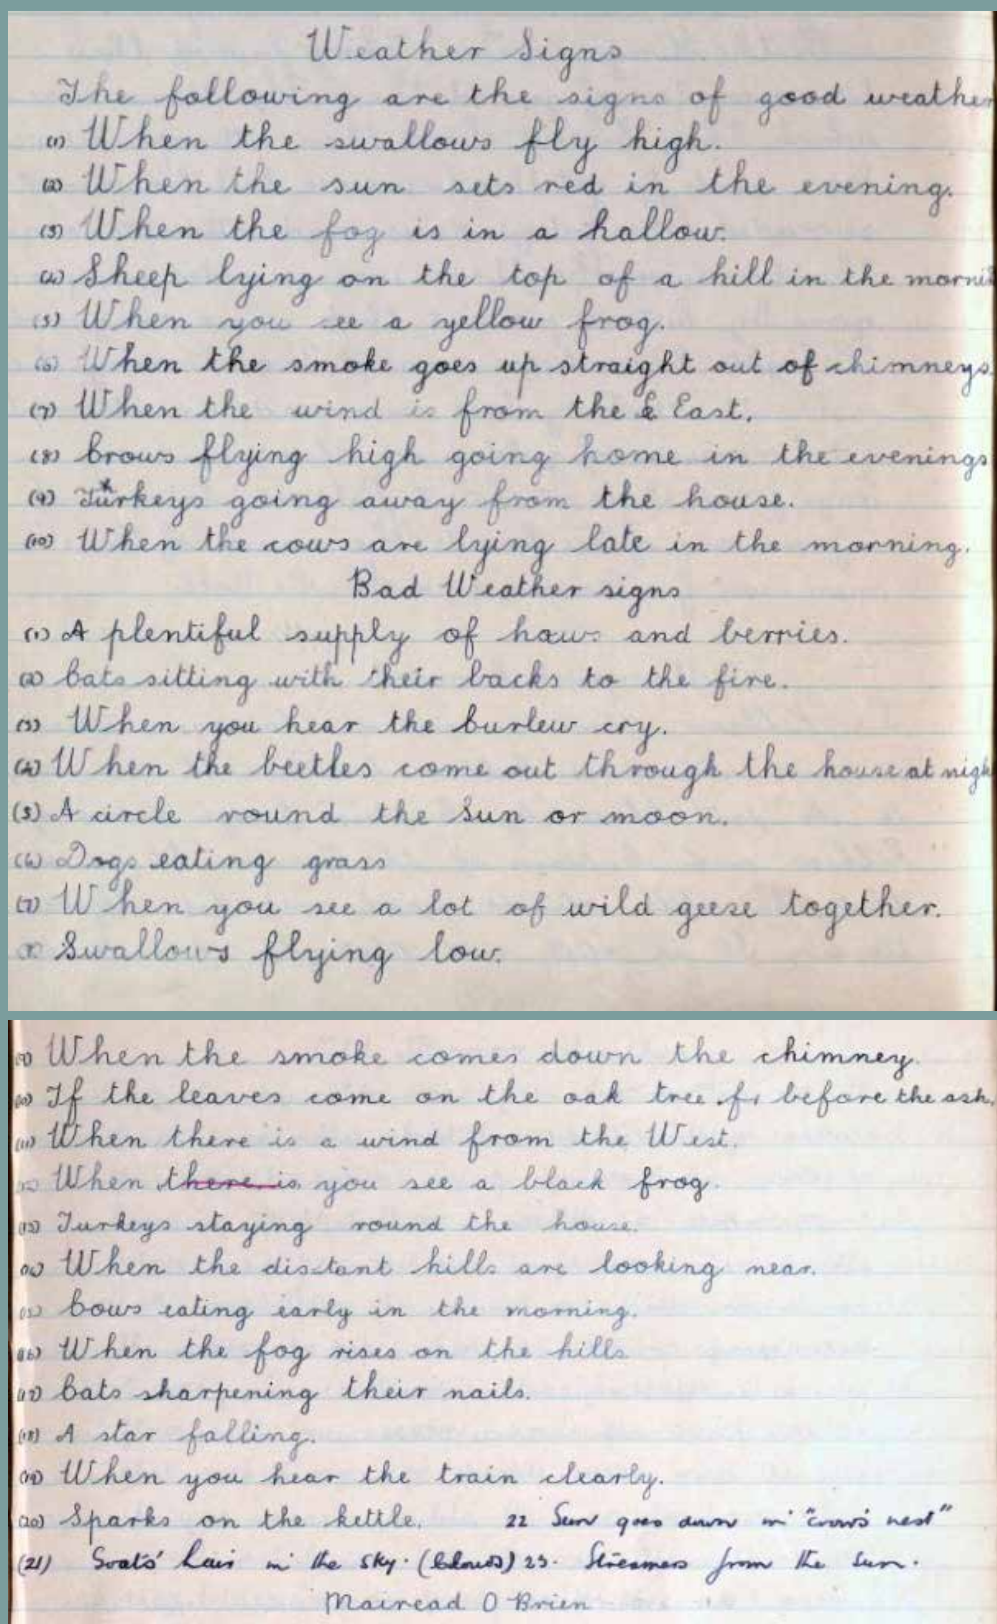 Weather Signs
The following are the signs of good weather
(1) When the swallows fly high.
(2) When the sun sets red in the evening.
(3) When the fog is in a hallow.
(4) Sheep lying on the top of a hill in the mornin
(5) When you see a yellow frog.
(6) When the smoke goes up straight out of chimneys.
(7) When the wind is from the E East.
(8) Crows flying high going home in the evenings
(9) Turkeys going away from the house.
(10) When the cows are lying late in the morning.
Bad Weather signs
(1) A plentiful supply of haws and berries.
(2) Cats sitting with their backs to the fire.
(3) When you hear the Curlew cry.
(4) When the beetles come out through the house at nigh
(5) A circle round the Sun or moon.
(6) Dogs eating grass
(7) When you see a lot of wild geese together.
(8) Swallows flying low.
(9) When the smoke comes down the chimney.
(10) If the leaves come on the oak tree before the ash.
(11) When there is a wind from the West.
(12) When there is you see a black frog.
(13) Turkeys staying round the house.
(14) When the distant hills are looking near.
(15) Cows eating early in the morning.
(16) When the fog rises on the hills
(17) Cats sharpening their nails.
(18) A star falling.
(19) When you hear the train clearly.
(20) Sparks on the kettle. 22 Sun goes down in "crow's nest"
(21) Goats' hair in the sky. (Clouds) 23. Streamers from the Sun.
Mairead O Brien